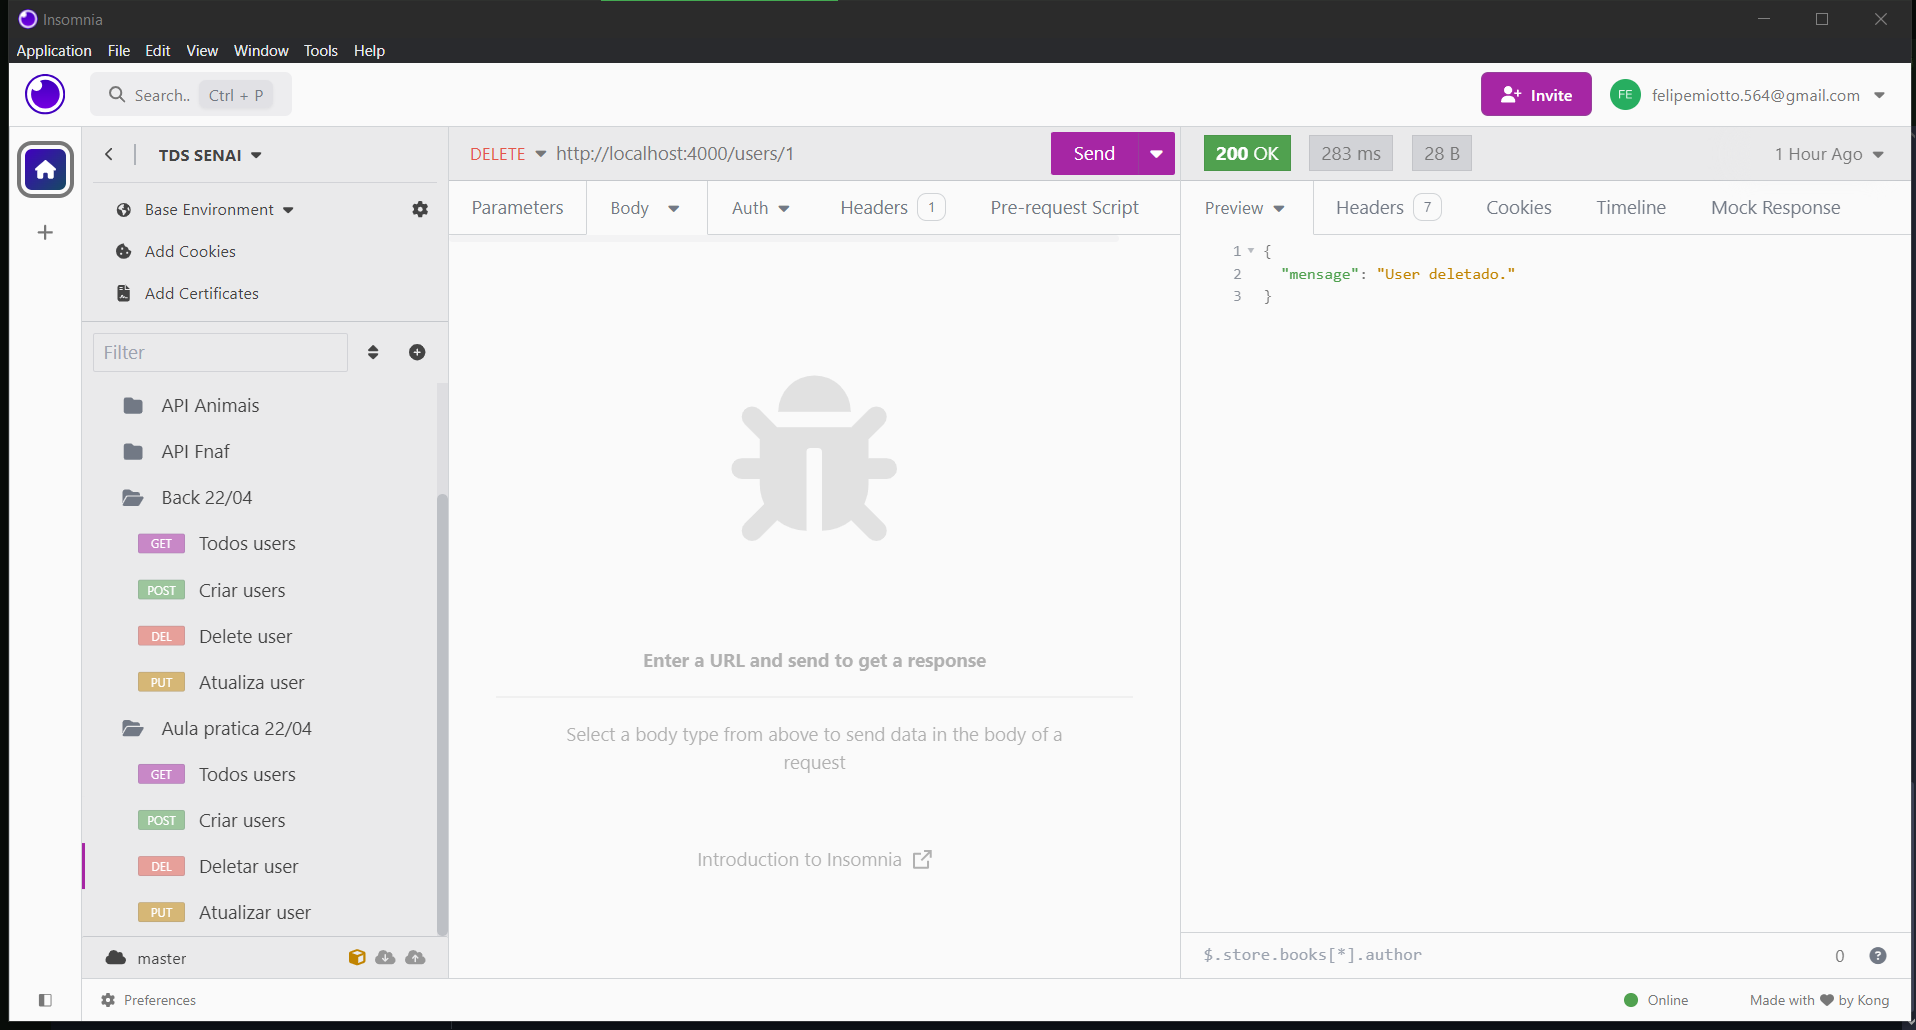 Insomnia
Application File Edit View Window Tools Help
Search.. Ctrl + P
Invite
FE felipemiotto.564@gmail.com
TDS SENAI
Base Environment
Add Cookies
Add Certificates
Filter
API Animais
API Fnaf
Back 22/04
GET Todos users
POST Criar users
DEL Delete user
PUT Atualiza user
Aula pratica 22/04
GET Todos users
POST Criar users
DEL Deletar user
PUT Atualizar user
master
DELETE http://localhost:4000/users/1
Send
Parameters Body Auth Headers 1 Pre-request Script
Enter a URL and send to get a response
Select a body type from above to send data in the body of a
request
Introduction to Insomnia
200 OK 283 ms 28 B 1 Hour Ago
Preview Headers 7 Cookies Timeline Mock Response
1 {
2 "mensage": "User deletado."
3 }
$.store.books[*].author 0 ?
Preferences
Online Made with ♥ by Kong